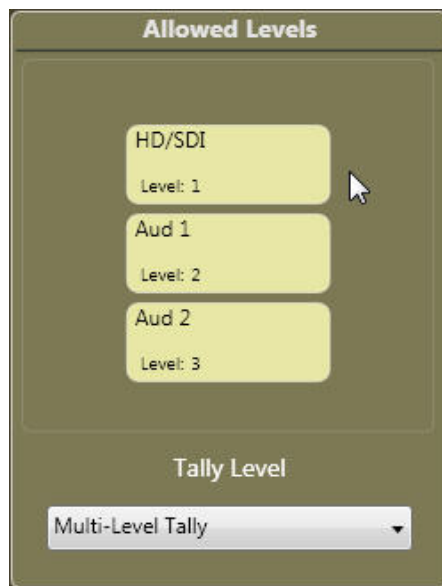 Allowed Levels
HD/SDI
Level: 1
Aud 1
Level: 2
Aud 2
Level: 3
Tally Level
Multi-Level Tally